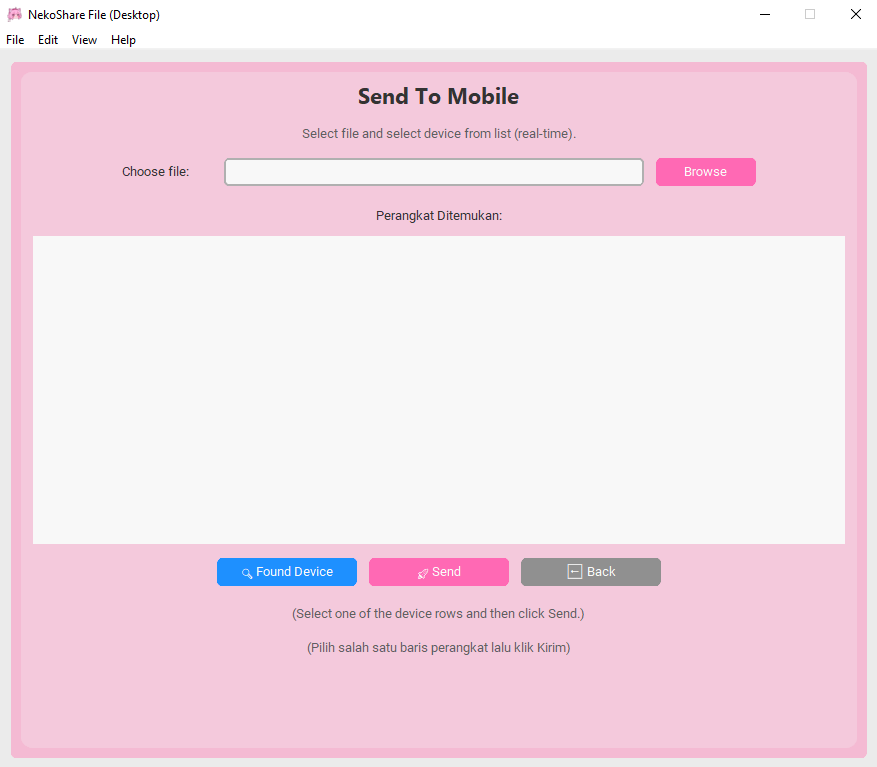 NekoShare File (Desktop)
File Edit View Help
Send To Mobile
Select file and select device from list (real-time).
Choose file:
Browse
Perangkat Ditemukan:
Found Device
Send
Back
(Select one of the device rows and then click Send.)
(Pilih salah satu baris perangkat lalu klik Kirim)